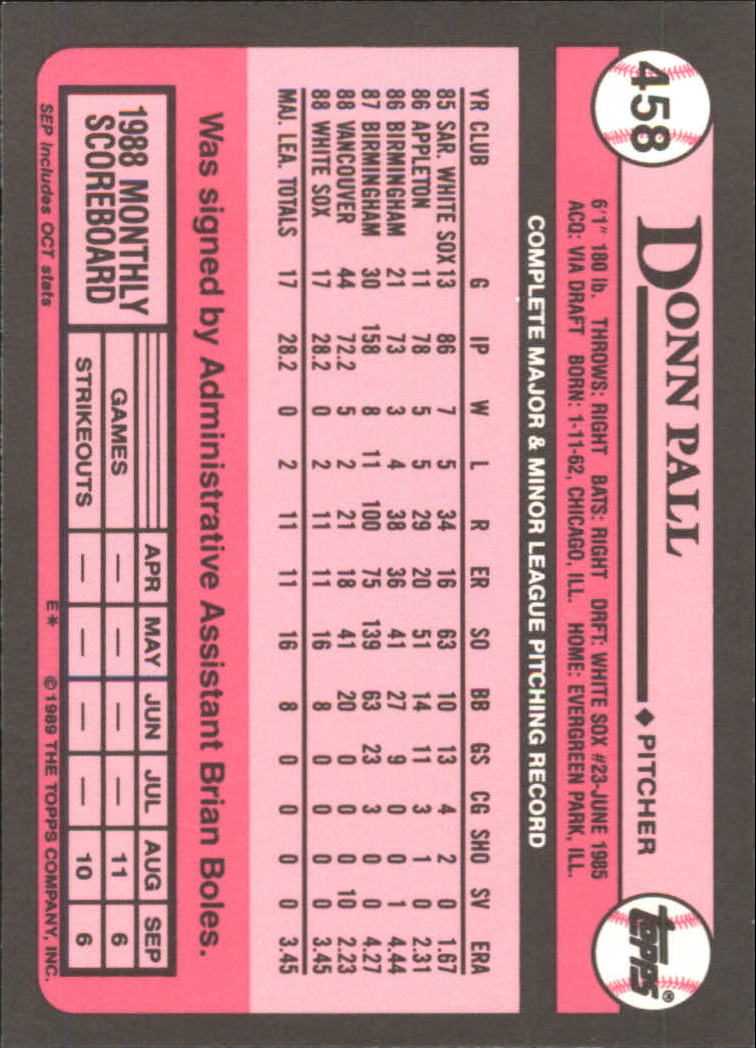 458
DONN PALL ◆ PITCHER
TOPPS®
6'1" 180 lb. THROWS: RIGHT BATS: RIGHT DRFT: WHITE SOX #23-JUNE 1985
ACQ: VIA DRAFT BORN: 1-11-62, CHICAGO, ILL. HOME: EVERGREEN PARK, ILL.
COMPLETE MAJOR & MINOR LEAGUE PITCHING RECORD
YR CLUB G IP W L R ER SO BB GS CG SHO SV ERA
85 SAR. WHITE SOX 13 86 7 5 34 16 63 10 13 4 2 0 1.67
86 APPLETON 11 78 5 5 29 20 51 14 11 3 1 0 2.31
86 BIRMINGHAM 21 73 3 4 38 36 41 27 9 0 0 1 4.44
87 BIRMINGHAM 30 158 8 11 100 75 139 63 23 3 0 0 4.27
88 VANCOUVER 44 72.2 5 2 21 18 41 20 0 0 0 10 2.23
88 WHITE SOX 17 28.2 0 2 11 11 16 8 0 0 0 0 3.45
MAJ. LEA. TOTALS 17 28.2 0 2 11 11 16 8 0 0 0 0 3.45
Was signed by Administrative Assistant Brian Boles.
1988 MONTHLY
SCOREBOARD
APR MAY JUN JUL AUG SEP
GAMES — — — — 11 6
STRIKEOUTS — — — — 10 6
SEP Includes OCT stats E* ©1989 THE TOPPS COMPANY, INC.